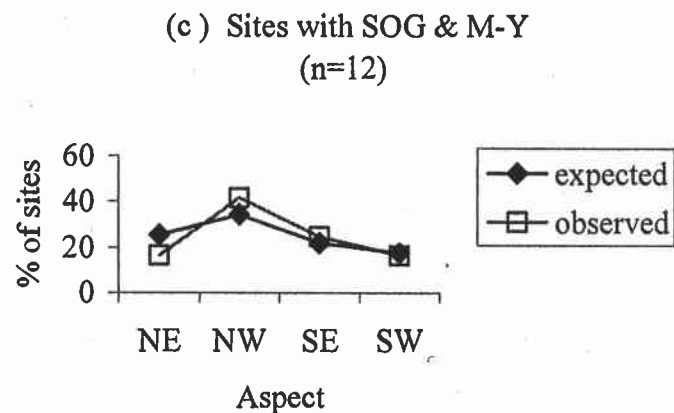 (c ) Sites with SOG & M-Y
(n=12)
% of sites
60
40
20
0
NE NW SE SW
Aspect
expected
observed